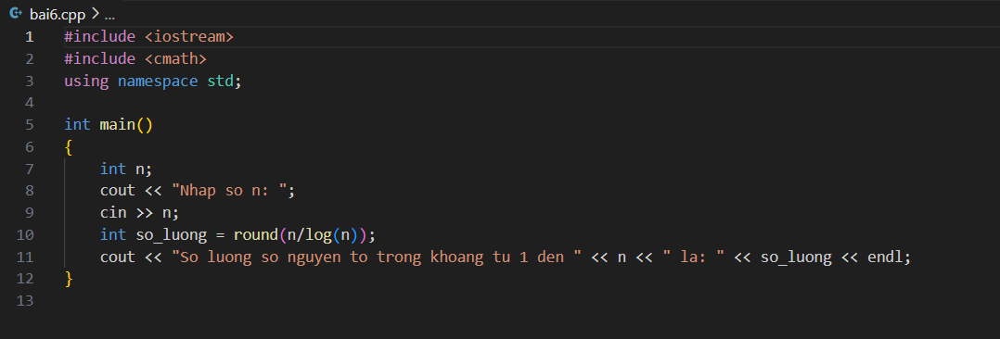 bai6.cpp > ...
1 #include <iostream>
2 #include <cmath>
3 using namespace std;
4
5 int main()
6 {
7     int n;
8     cout << "Nhap so n: ";
9     cin >> n;
10     int so_luong = round(n/log(n));
11     cout << "So luong so nguyen to trong khoang tu 1 den " << n << " la: " << so_luong << endl;
12 }
13